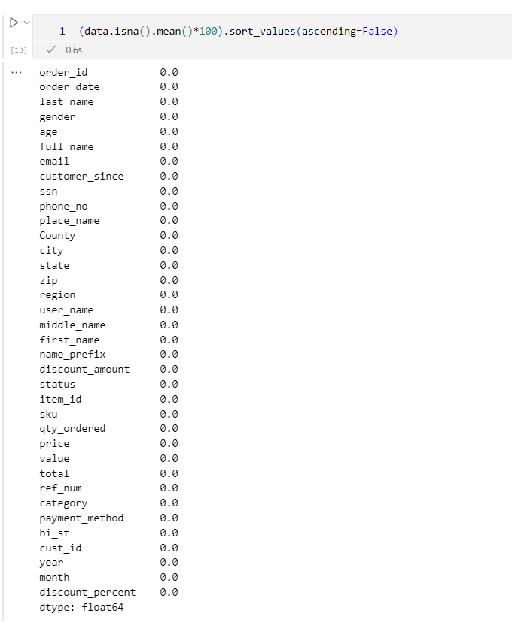 1 (data.isna().mean()*100).sort_values(ascending=False)
[13] ✓ 0.6s
... order_id 0.0
order_date 0.0
last_name 0.0
gender 0.0
age 0.0
full_name 0.0
email 0.0
customer_since 0.0
ssn 0.0
phone_no 0.0
place_name 0.0
County 0.0
city 0.0
state 0.0
zip 0.0
region 0.0
user_name 0.0
middle_name 0.0
first_name 0.0
name_prefix 0.0
discount_amount 0.0
status 0.0
item_id 0.0
sku 0.0
qty_ordered 0.0
price 0.0
value 0.0
total 0.0
ref_num 0.0
category 0.0
payment_method 0.0
bi_st 0.0
cust_id 0.0
year 0.0
month 0.0
discount_percent 0.0
dtype: float64